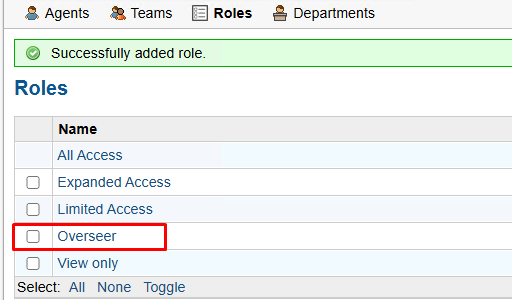 Agents Teams Roles Departments
Successfully added role.
Roles
Name
All Access
Expanded Access
Limited Access
Overseer
View only
Select: All None Toggle